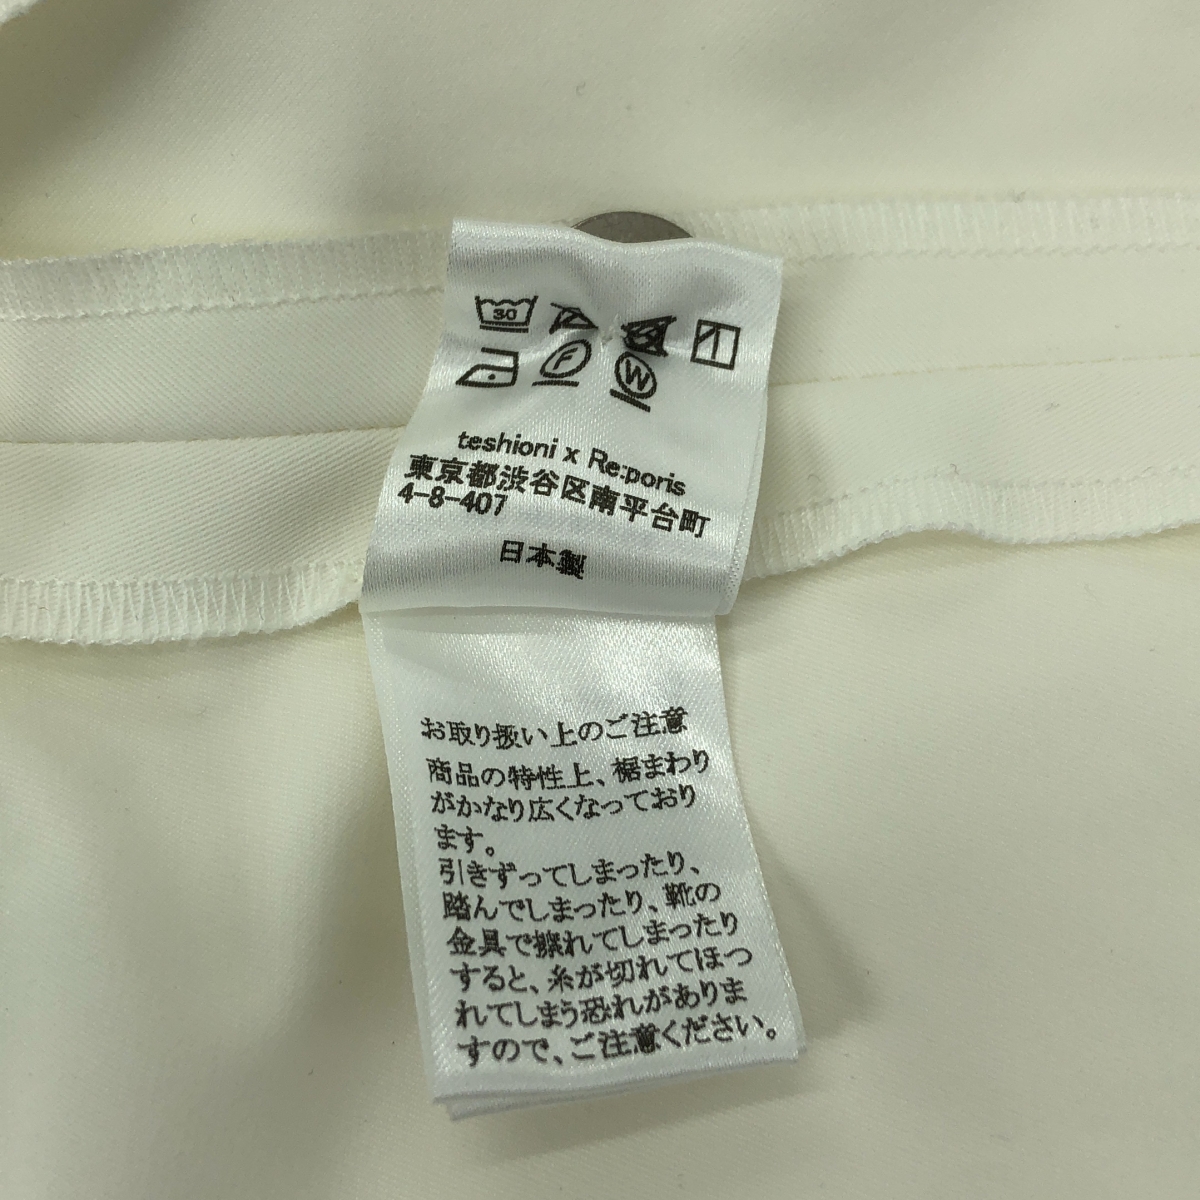 30
F W
teshioni x Re:poris
東京都渋谷区南平台町
4-8-407
日本製
お取り扱い上のご注意
商品の特性上、裾まわり
がかなり広くなっており
ます。
引きずってしまったり、
踏んでしまったり、靴の
金具で擦れてしまったり
すると、糸が切れてほつ
れてしまう恐れがありま
すので、ご注意ください。